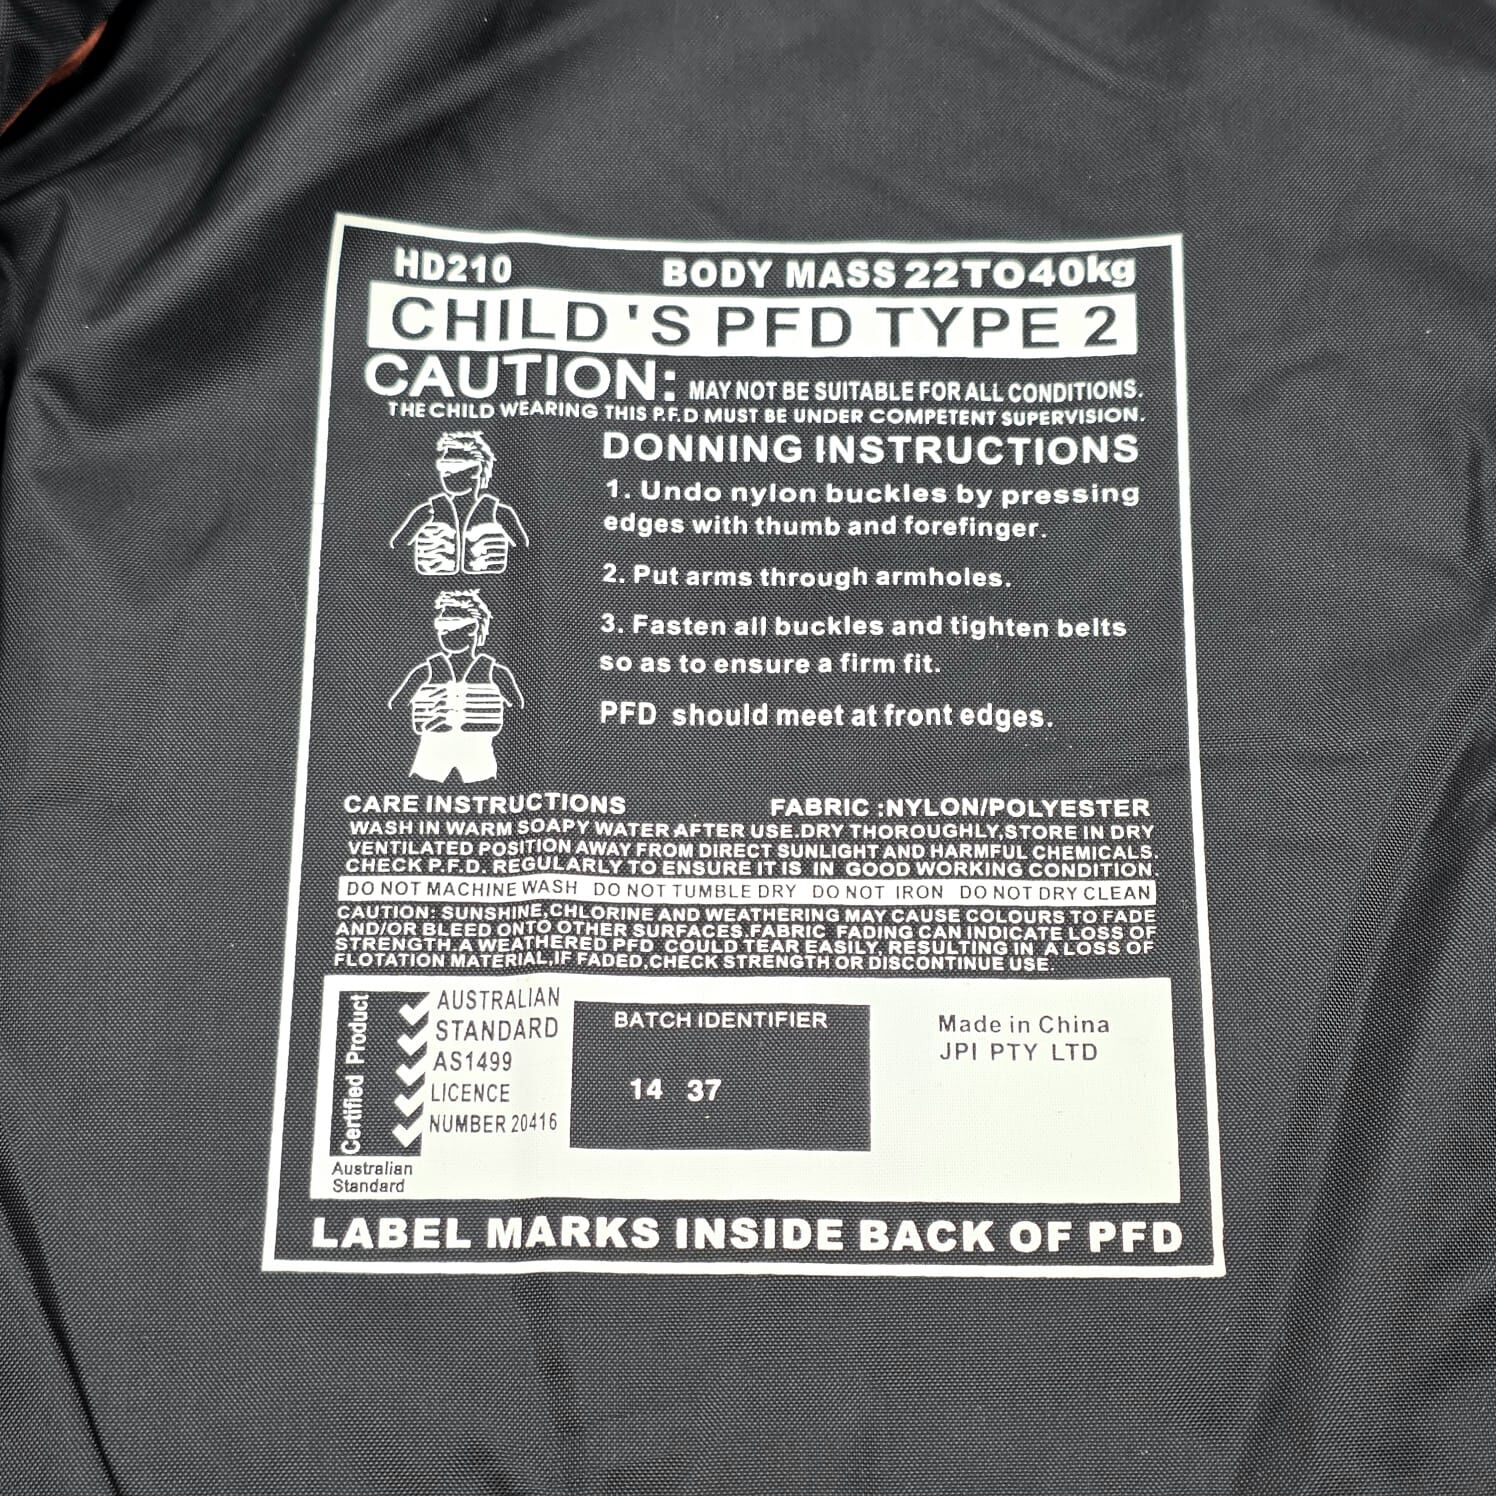 HD210 BODY MASS 22TO40kg
CHILD'S PFD TYPE 2
CAUTION: MAY NOT BE SUITABLE FOR ALL CONDITIONS.
THE CHILD WEARING THIS P.F.D MUST BE UNDER COMPETENT SUPERVISION.
DONNING INSTRUCTIONS
1. Undo nylon buckles by pressing
edges with thumb and forefinger.
2. Put arms through armholes.
3. Fasten all buckles and tighten belts
so as to ensure a firm fit.
PFD should meet at front edges.
CARE INSTRUCTIONS FABRIC :NYLON/POLYESTER
WASH IN WARM SOAPY WATER AFTER USE.DRY THOROUGHLY,STORE IN DRY
VENTILATED POSITION AWAY FROM DIRECT SUNLIGHT AND HARMFUL CHEMICALS.
CHECK P.F.D. REGULARLY TO ENSURE IT IS IN GOOD WORKING CONDITION.
DO NOT MACHINE WASH DO NOT TUMBLE DRY DO NOT IRON DO NOT DRY CLEAN
CAUTION: SUNSHINE,CHLORINE AND WEATHERING MAY CAUSE COLOURS TO FADE
AND/OR BLEED ONTO OTHER SURFACES.FABRIC FADING CAN INDICATE LOSS OF
STRENGTH.A WEATHERED PFD COULD TEAR EASILY, RESULTING IN A LOSS OF
FLOTATION MATERIAL,IF FADED,CHECK STRENGTH OR DISCONTINUE USE.
Certified Product
Australian
Standard
AUSTRALIAN
STANDARD
AS1499
LICENCE
NUMBER 20416
BATCH IDENTIFIER
14 37
Made in China
JPI PTY LTD
LABEL MARKS INSIDE BACK OF PFD